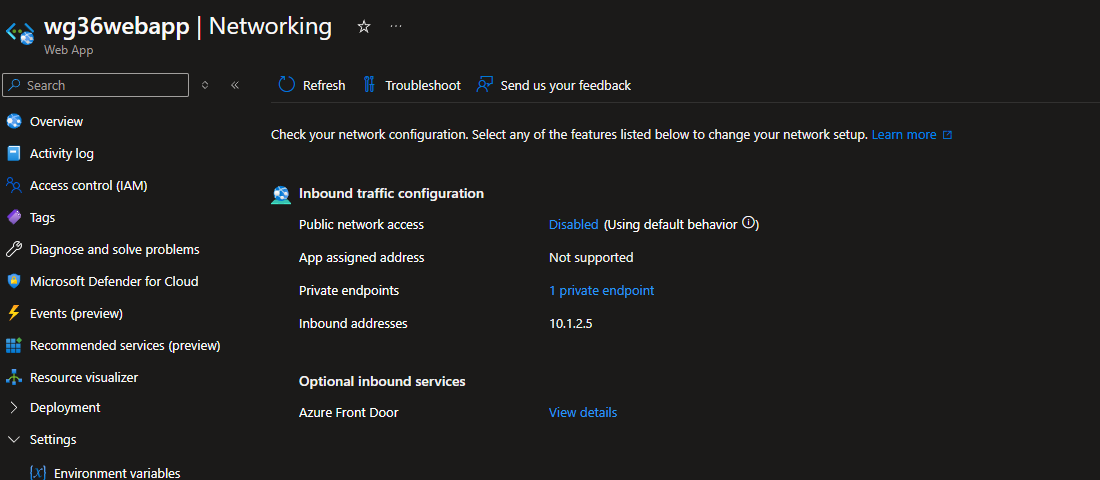 wg36webapp | Networking
Web App
Search
Refresh Troubleshoot Send us your feedback
Overview
Activity log
Access control (IAM)
Tags
Diagnose and solve problems
Microsoft Defender for Cloud
Events (preview)
Recommended services (preview)
Resource visualizer
Deployment
Settings
Environment variables
Check your network configuration. Select any of the features listed below to change your network setup. Learn more
Inbound traffic configuration
Public network access Disabled (Using default behavior)
App assigned address Not supported
Private endpoints 1 private endpoint
Inbound addresses 10.1.2.5
Optional inbound services
Azure Front Door View details